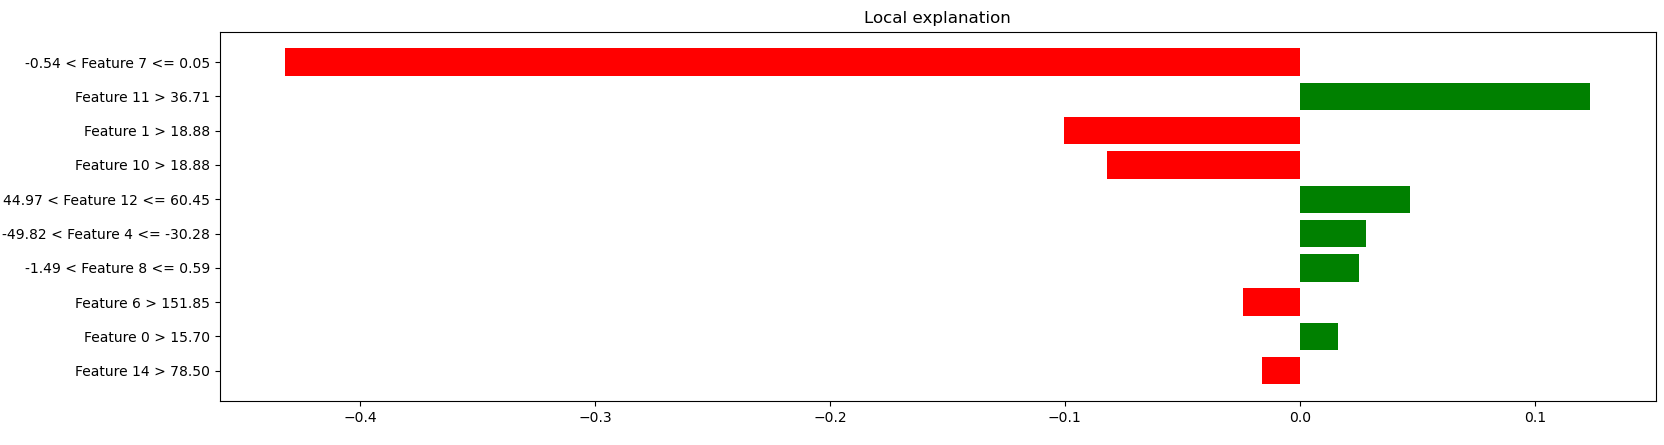 Local explanation
-0.54 < Feature 7 <= 0.05
Feature 11 > 36.71
Feature 1 > 18.88
Feature 10 > 18.88
44.97 < Feature 12 <= 60.45
-49.82 < Feature 4 <= -30.28
-1.49 < Feature 8 <= 0.59
Feature 6 > 151.85
Feature 0 > 15.70
Feature 14 > 78.50
−0.4 −0.3 −0.2 −0.1 0.0 0.1